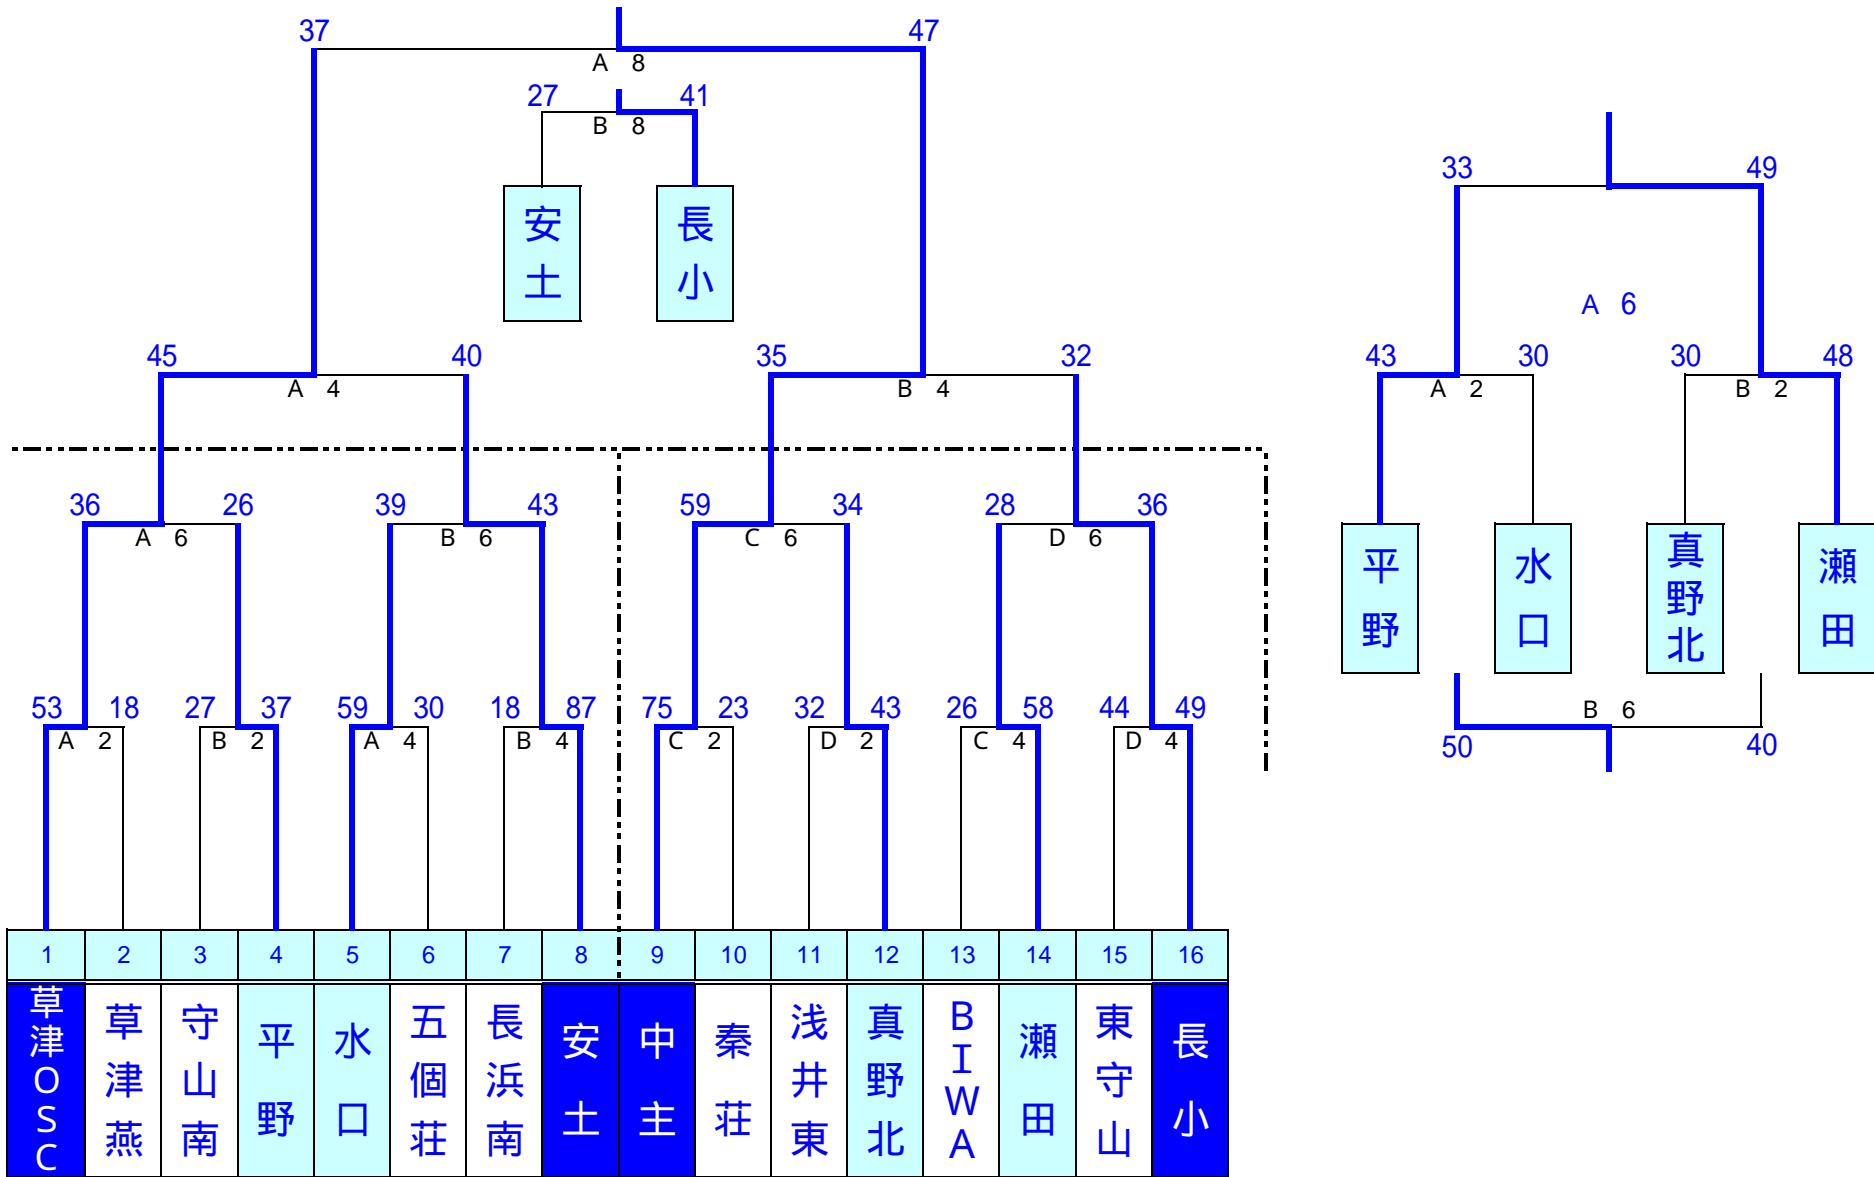 37 47
A 8
27 41
B 8
安土 長小
33 49
A 6
45 40 35 32
A 4 B 4
43 30 30 48
A 2 B 2
36 26 39 43 59 34 28 36
A 6 B 6 C 6 D 6
平野 水口 真野北 瀬田
53 18 27 37 59 30 18 87 75 23 32 43 26 58 44 49
A 2 B 2 A 4 B 4 C 2 D 2 C 4 D 4
B 6
50 40
1 2 3 4 5 6 7 8 9 10 11 12 13 14 15 16
草津OSC
草津燕
守山南
平野
水口
五個荘
長浜南
安土
中主
秦荘
浅井東
真野北
BIWA
瀬田
東守山
長小